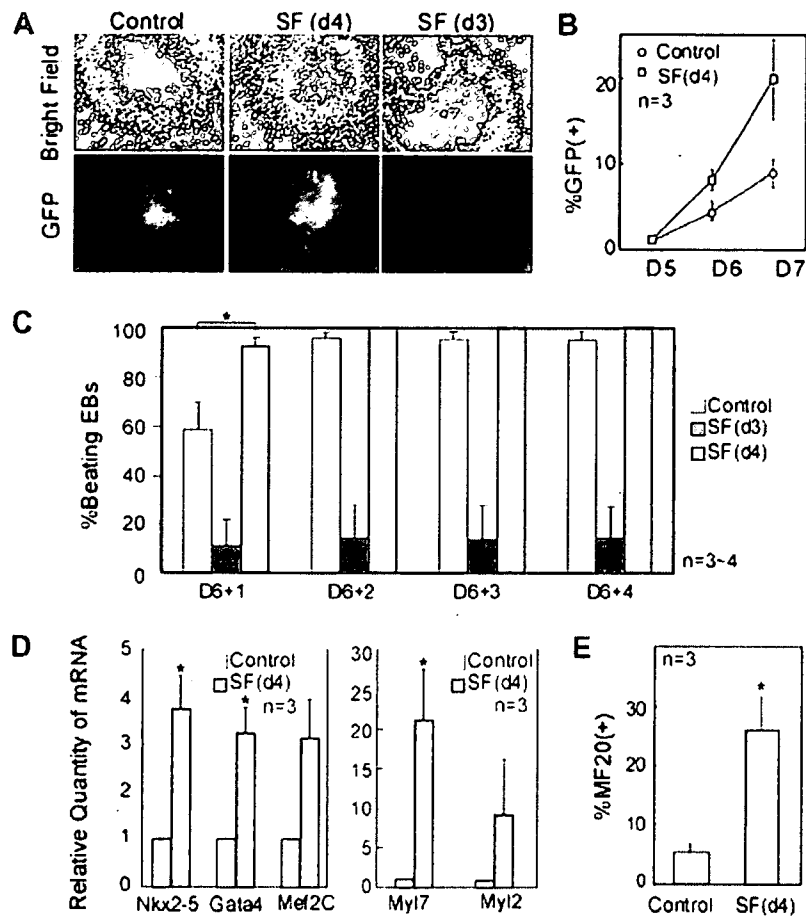 A
Control
SF (d4)
SF (d3)
Bright Field
GFP
B
%GFP(+)
20
10
0
Control
SF(d4)
n=3
D5
D6
D7
C
%Beating EBs
100
80
60
40
20
0
*
Control
SF(d3)
SF(d4)
n=3~4
D6+1
D6+2
D6+3
D6+4
D
Relative Quantity of mRNA
5
4
3
2
1
0
Control
SF(d4)
n=3
*
*
Nkx2-5
Gata4
Mef2C
30
25
20
15
10
5
0
Control
SF(d4)
n=3
*
Myl7
Myl2
E
%MF20(+)
n=3
30
20
10
0
*
Control
SF(d4)